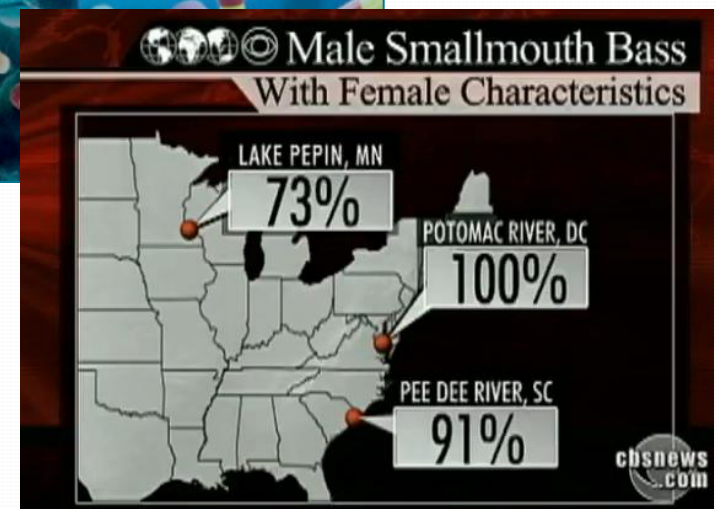 Male Smallmouth Bass
With Female Characteristics
LAKE PEPIN, MN
73%
POTOMAC RIVER, DC
100%
PEE DEE RIVER, SC
91%
cbsnews
.com